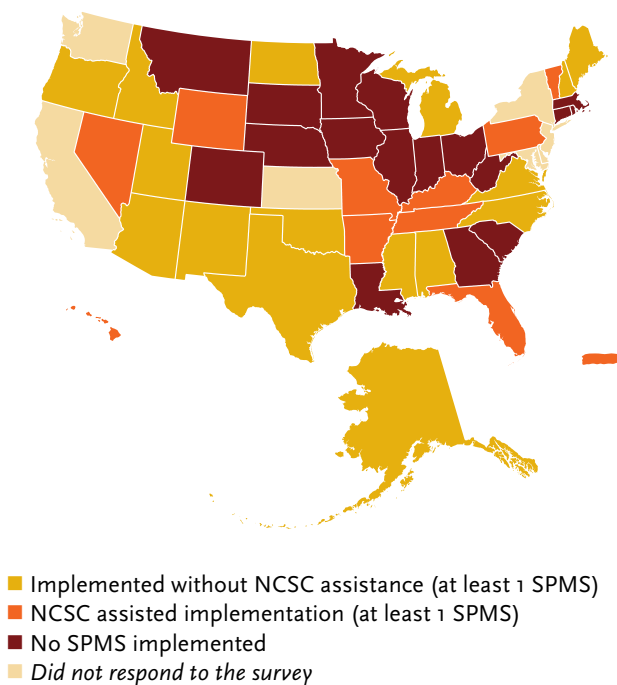 Implemented without NCSC assistance (at least 1 SPMS)
NCSC assisted implementation (at least 1 SPMS)
No SPMS implemented
Did not respond to the survey